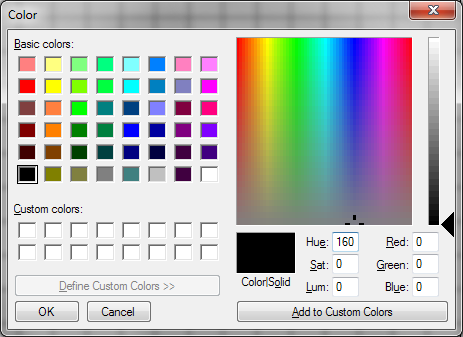 Color
Basic colors:
Custom colors:
Define Custom Colors >>
OK Cancel
Color|Solid
Hue: 160 Red: 0
Sat: 0 Green: 0
Lum: 0 Blue: 0
Add to Custom Colors